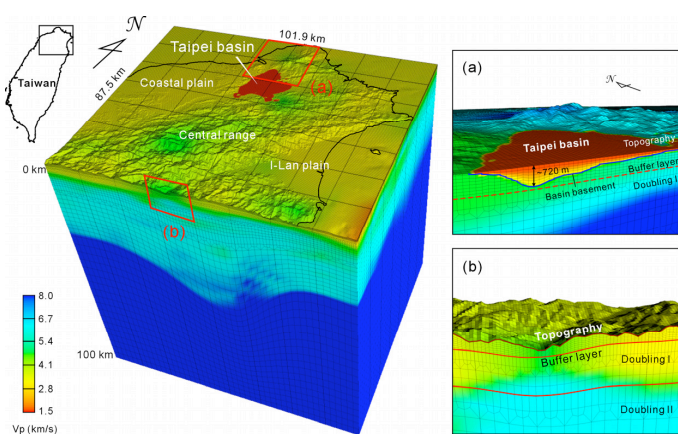 N
Taiwan
101.9 km
87.5 km
Taipei basin
(a)
Coastal plain
Central range
I-Lan plain
0 km
(b)
100 km
8.0
6.7
5.4
4.1
2.8
1.5
Vp (km/s)
(a)
N
Taipei basin
Topography
~720 m
Buffer layer
Basin basement
Doubling I
(b)
Topography
Buffer layer
Doubling I
Doubling II